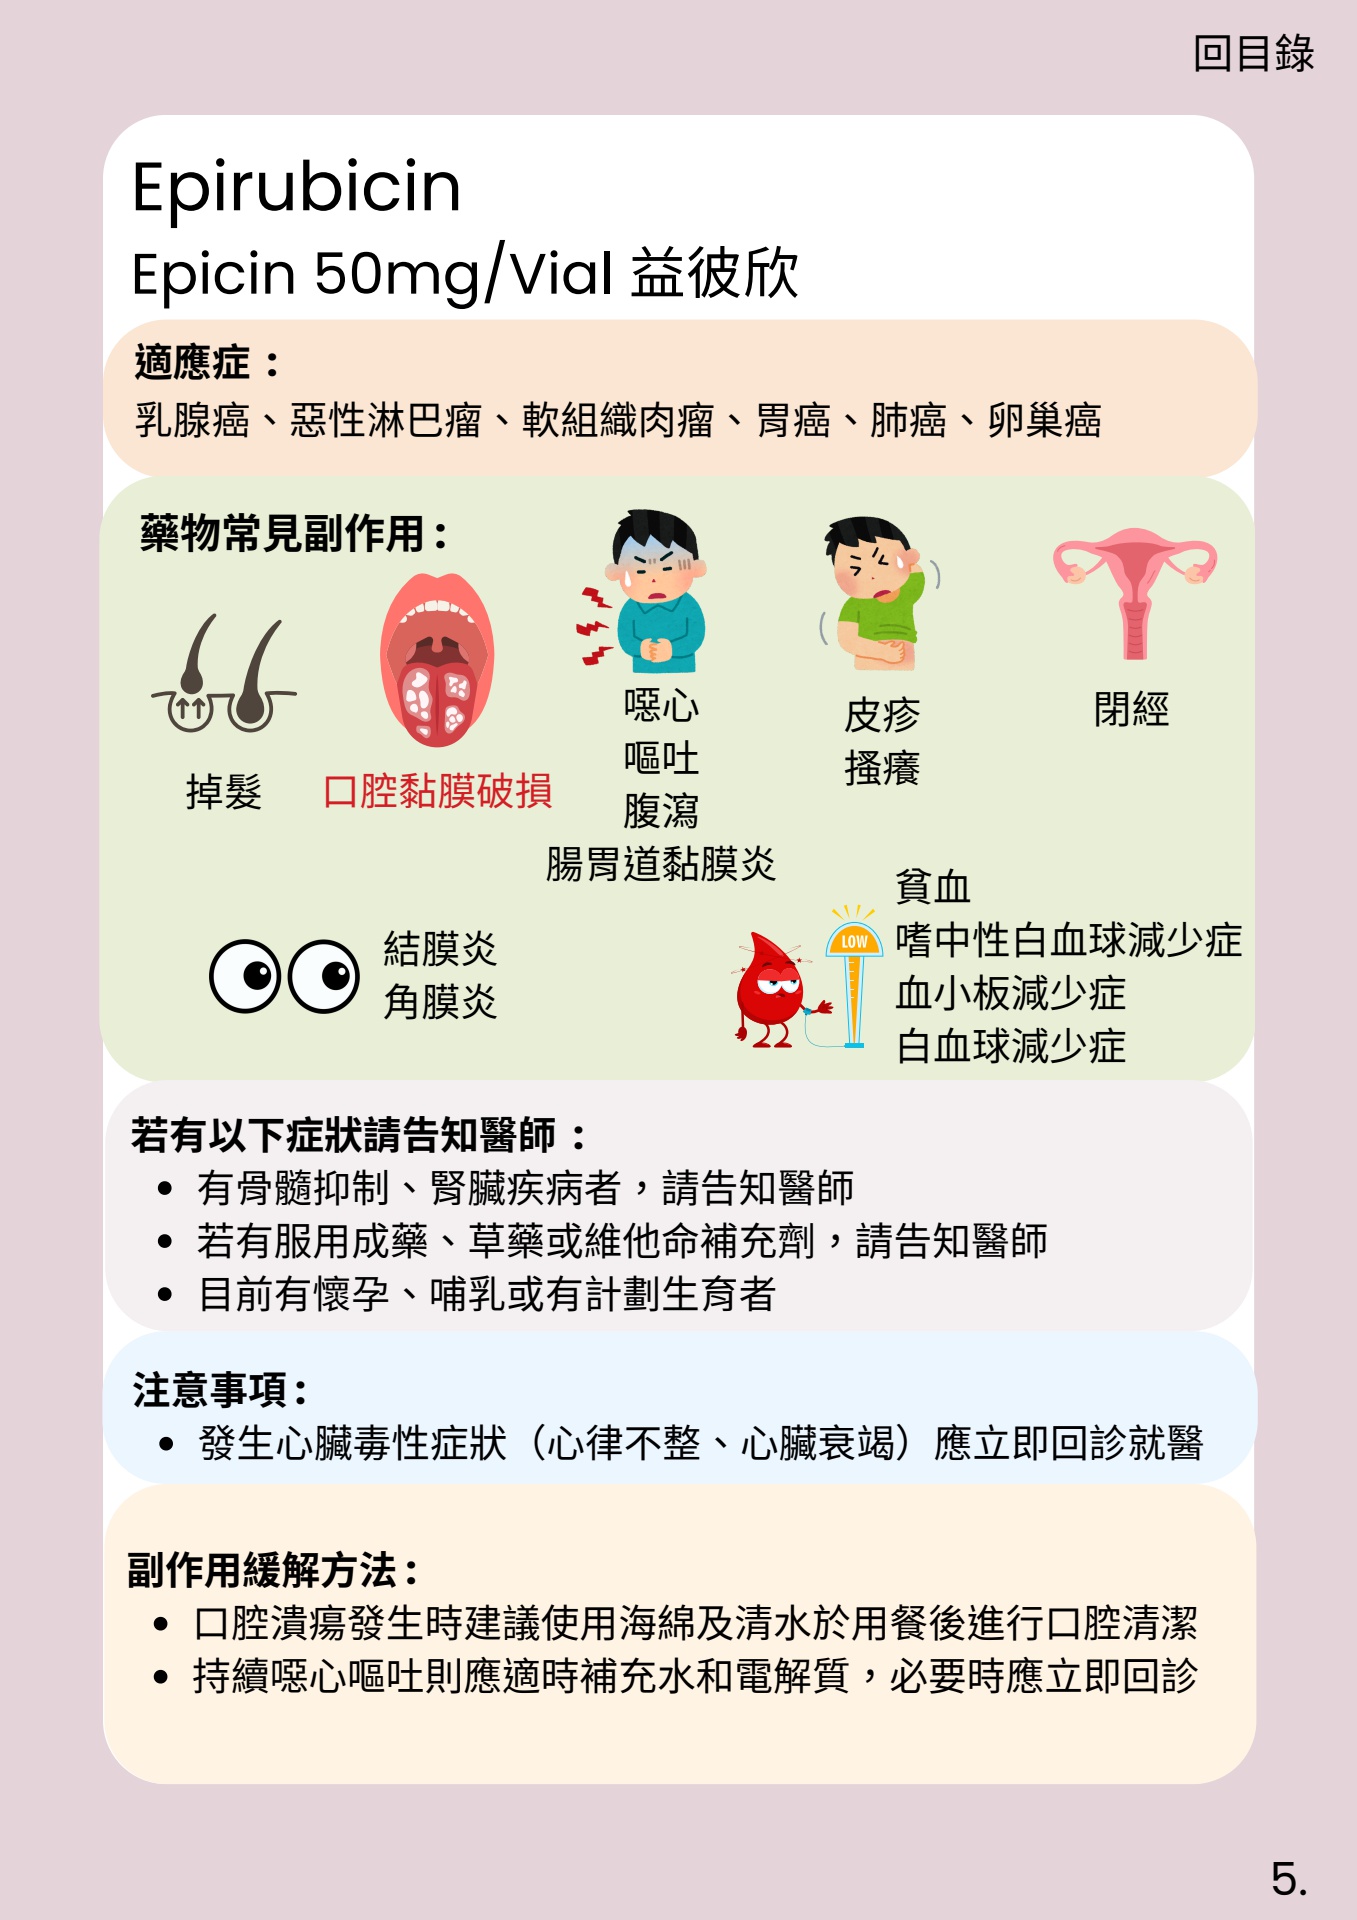 回目錄
Epirubicin
Epicin 50mg/Vial 益彼欣
適應症：
乳腺癌、惡性淋巴瘤、軟組織肉瘤、胃癌、肺癌、卵巢癌
藥物常見副作用：
掉髮
口腔黏膜破損
噁心
嘔吐
腹瀉
腸胃道黏膜炎
皮疹
搔癢
閉經
結膜炎
角膜炎
LOW
貧血
嗜中性白血球減少症
血小板減少症
白血球減少症
若有以下症狀請告知醫師：
• 有骨髓抑制、腎臟疾病者，請告知醫師
• 若有服用成藥、草藥或維他命補充劑，請告知醫師
• 目前有懷孕、哺乳或有計劃生育者
注意事項：
• 發生心臟毒性症狀（心律不整、心臟衰竭）應立即回診就醫
副作用緩解方法：
• 口腔潰瘍發生時建議使用海綿及清水於用餐後進行口腔清潔
• 持續噁心嘔吐則應適時補充水和電解質，必要時應立即回診
5.